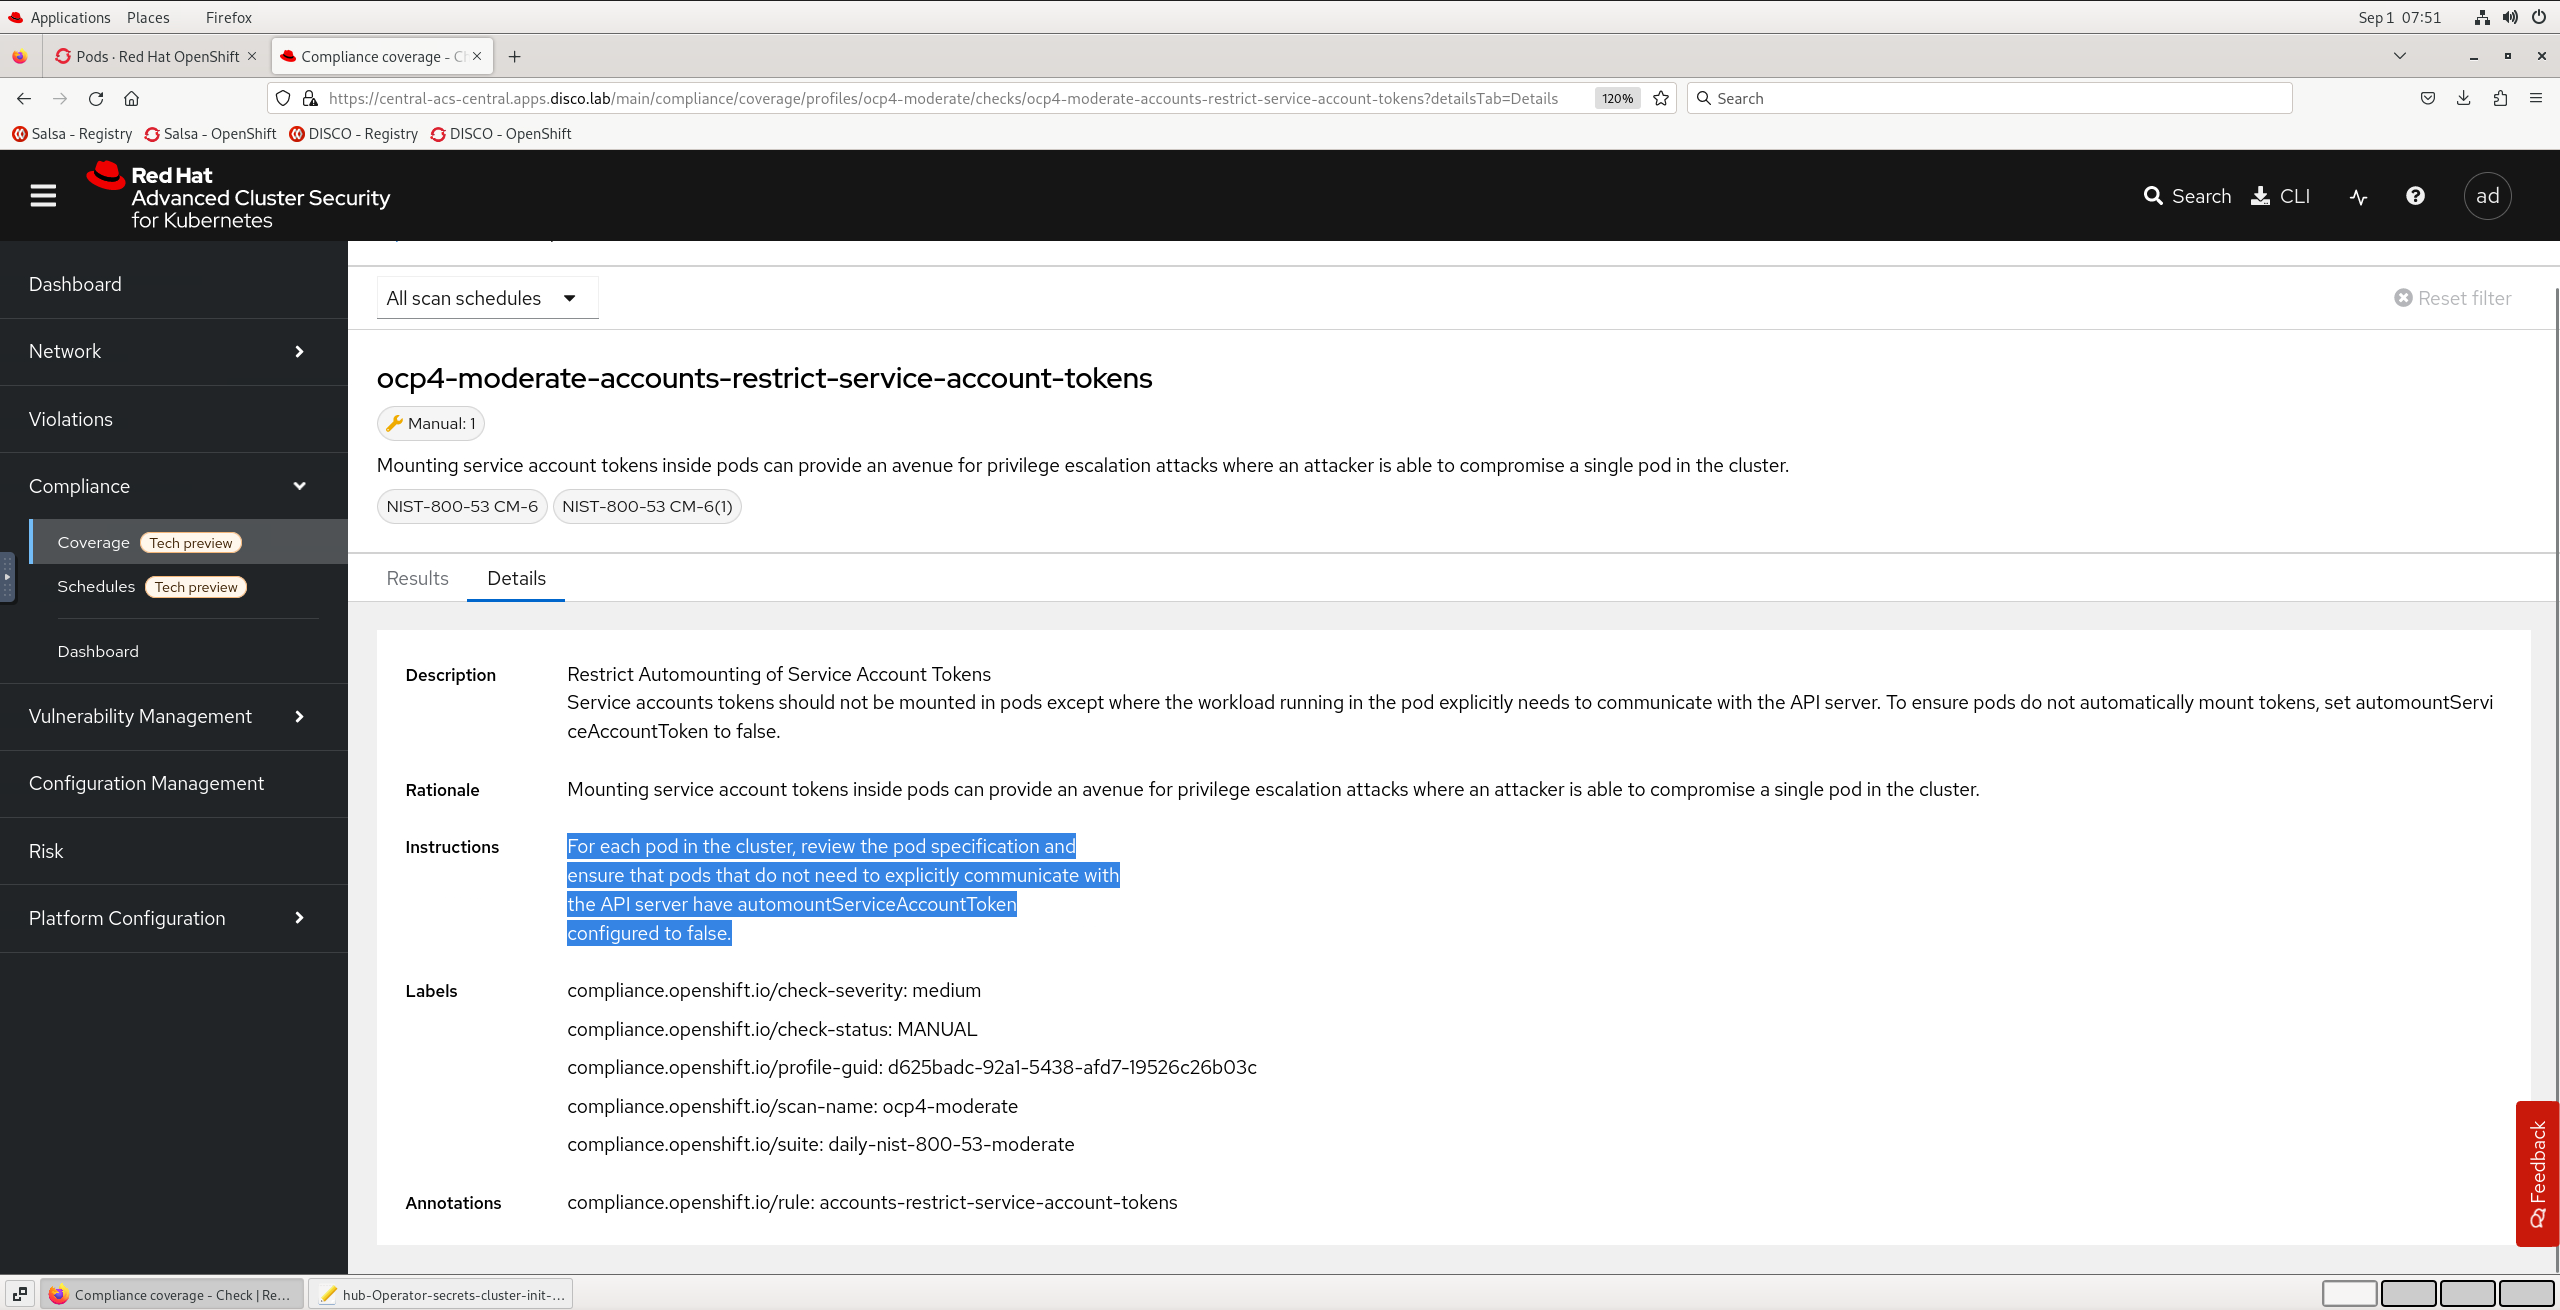 Applications Places Firefox Sep 1 07:51
Pods · Red Hat OpenShift Compliance coverage - Ch
https://central-acs-central.apps.disco.lab/main/compliance/coverage/profiles/ocp4-moderate/checks/ocp4-moderate-accounts-restrict-service-account-tokens?detailsTab=Details 120% Search
Salsa - Registry Salsa - OpenShift DISCO - Registry DISCO - OpenShift
Red Hat
Advanced Cluster Security
for Kubernetes
Search CLI ad
Dashboard
Network
Violations
Compliance
Coverage Tech preview
Schedules Tech preview
Dashboard
Vulnerability Management
Configuration Management
Risk
Platform Configuration
All scan schedules Reset filter
ocp4-moderate-accounts-restrict-service-account-tokens
Manual: 1
Mounting service account tokens inside pods can provide an avenue for privilege escalation attacks where an attacker is able to compromise a single pod in the cluster.
NIST-800-53 CM-6 NIST-800-53 CM-6(1)
Results Details
Description Restrict Automounting of Service Account Tokens
Service accounts tokens should not be mounted in pods except where the workload running in the pod explicitly needs to communicate with the API server. To ensure pods do not automatically mount tokens, set automountServi
ceAccountToken to false.
Rationale Mounting service account tokens inside pods can provide an avenue for privilege escalation attacks where an attacker is able to compromise a single pod in the cluster.
Instructions For each pod in the cluster, review the pod specification and
ensure that pods that do not need to explicitly communicate with
the API server have automountServiceAccountToken
configured to false.
Labels compliance.openshift.io/check-severity: medium
compliance.openshift.io/check-status: MANUAL
compliance.openshift.io/profile-guid: d625badc-92a1-5438-afd7-19526c26b03c
compliance.openshift.io/scan-name: ocp4-moderate
compliance.openshift.io/suite: daily-nist-800-53-moderate
Annotations compliance.openshift.io/rule: accounts-restrict-service-account-tokens
Feedback
Compliance coverage - Check | Re... hub-Operator-secrets-cluster-init-...